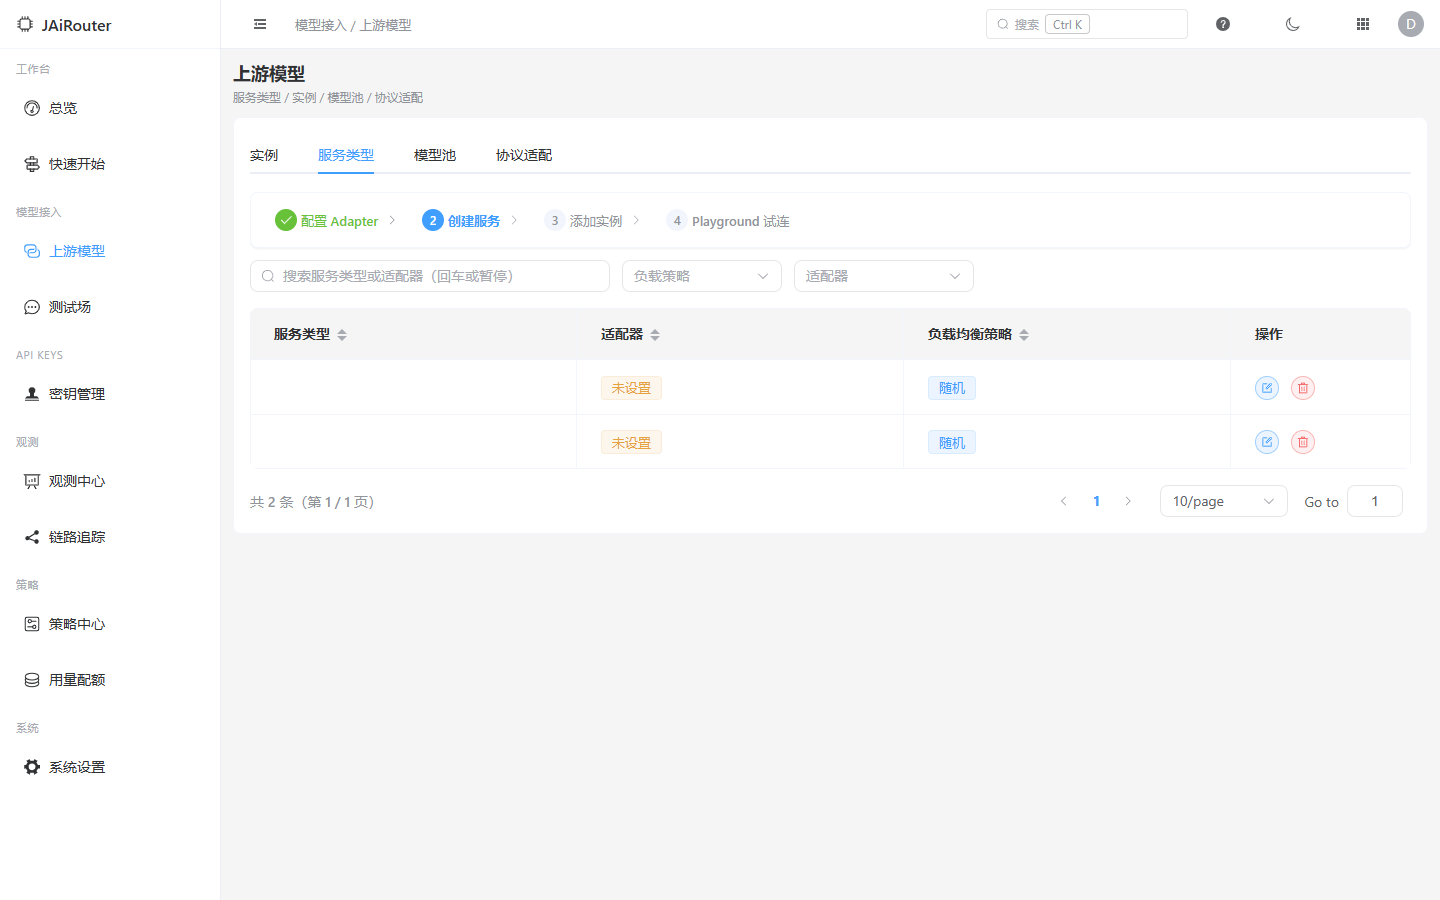 JAiRouter
模型接入 / 上游模型
搜索 Ctrl K
D
工作台
总览
快速开始
模型接入
上游模型
测试场
API KEYS
密钥管理
观测
观测中心
链路追踪
策略
策略中心
用量配额
系统
系统设置
上游模型
服务类型 / 实例 / 模型池 / 协议适配
实例 服务类型 模型池 协议适配
配置 Adapter 2 创建服务 3 添加实例 4 Playground 试连
搜索服务类型或适配器（回车或暂停） 负载策略 适配器
服务类型 适配器 负载均衡策略 操作
未设置 随机
未设置 随机
共 2 条（第 1 / 1 页） 1 10/page Go to 1